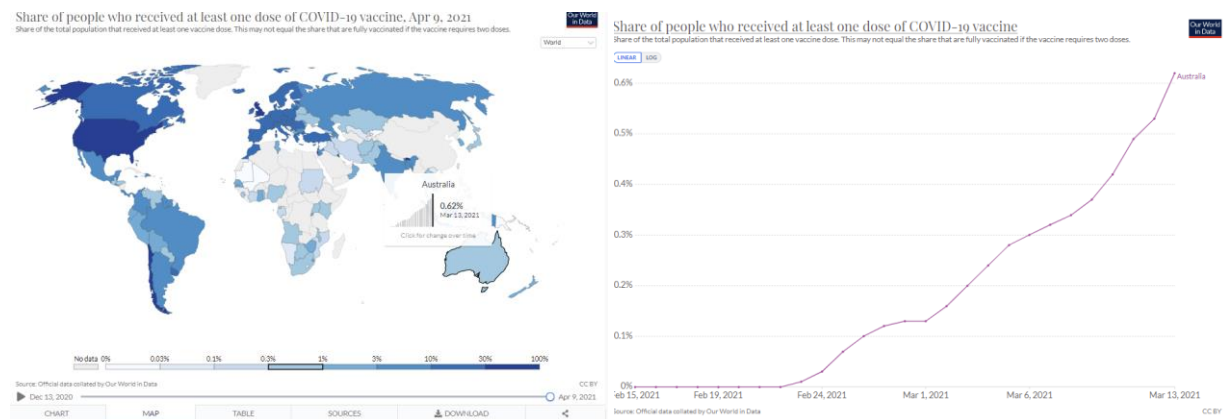 Share of people who received at least one dose of COVID-19 vaccine, Apr 9, 2021
Share of the total population that received at least one vaccine dose. This may not equal the share that are fully vaccinated if the vaccine requires two doses.
Our World
in Data
World
Australia
0.62%
Mar 13, 2021
Click for change over time
No data
0%
0.03%
0.1%
0.3%
1%
3%
10%
30%
100%
Source: Official data collated by Our World in Data
CC BY
Dec 13, 2020
Apr 9, 2021
CHART
MAP
TABLE
SOURCES
DOWNLOAD
Share of people who received at least one dose of COVID-19 vaccine
Share of the total population that received at least one vaccine dose. This may not equal the share that are fully vaccinated if the vaccine requires two doses.
Our World
in Data
LINEAR
LOG
0.6%
0.5%
0.4%
0.3%
0.2%
0.1%
0%
Australia
eb 15, 2021
Feb 19, 2021
Feb 24, 2021
Mar 1, 2021
Mar 6, 2021
Mar 13, 2021
Source: Official data collated by Our World in Data
CC BY